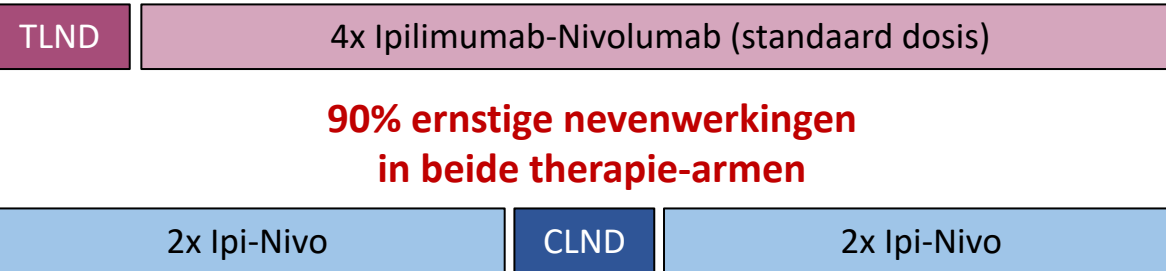 TLND 4x Ipilimumab-Nivolumab (standaard dosis)
90% ernstige nevenwerkingen
in beide therapie-armen
2x Ipi-Nivo CLND 2x Ipi-Nivo